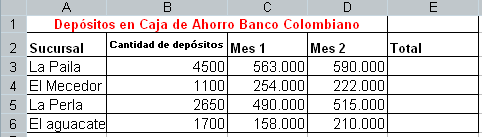 A B C D E
1 Depósitos en Caja de Ahorro Banco Colombiano
2 Sucursal Cantidad de depósitos Mes 1 Mes 2 Total
3 La Paila 4500 563.000 590.000
4 El Mecedor 1100 254.000 222.000
5 La Perla 2650 490.000 515.000
6 El aguacate 1700 158.000 210.000